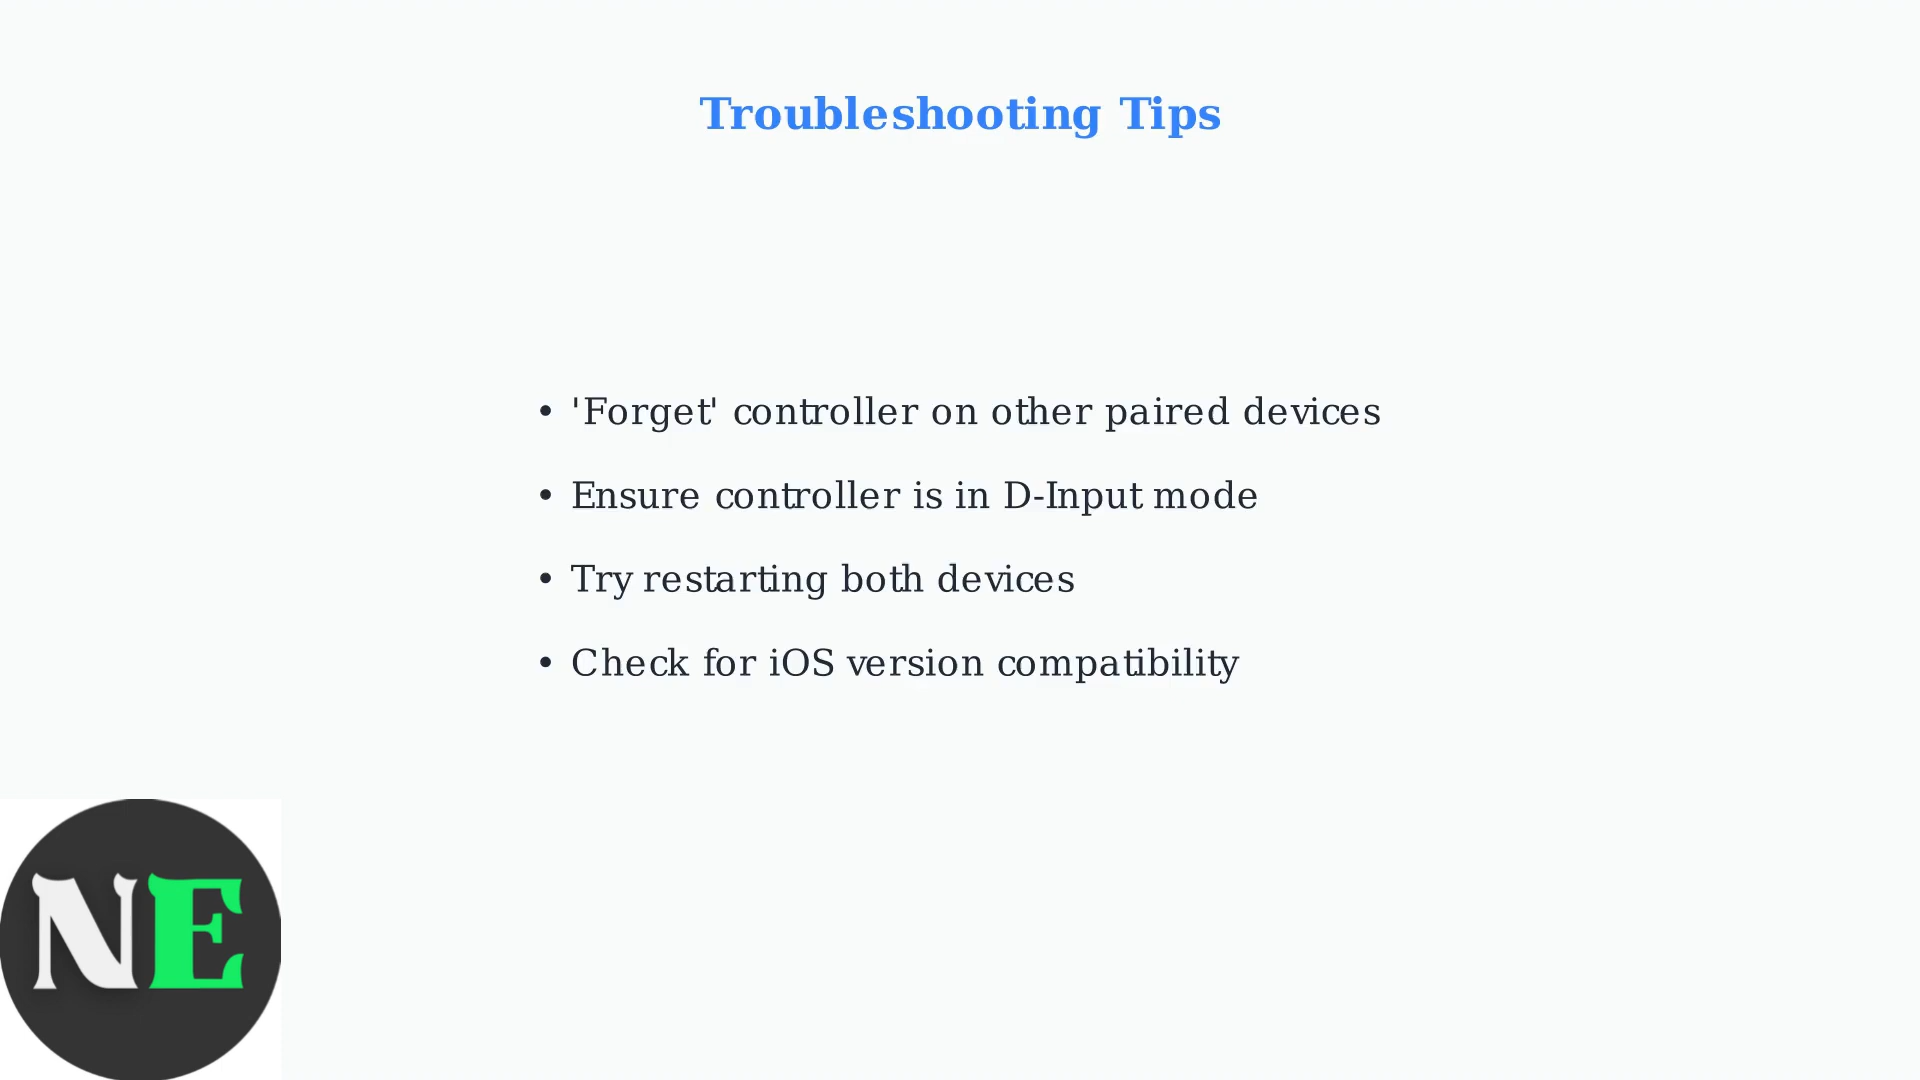 Troubleshooting Tips
• 'Forget' controller on other paired devices
• Ensure controller is in D-Input mode
• Try restarting both devices
• Check for iOS version compatibility
NE